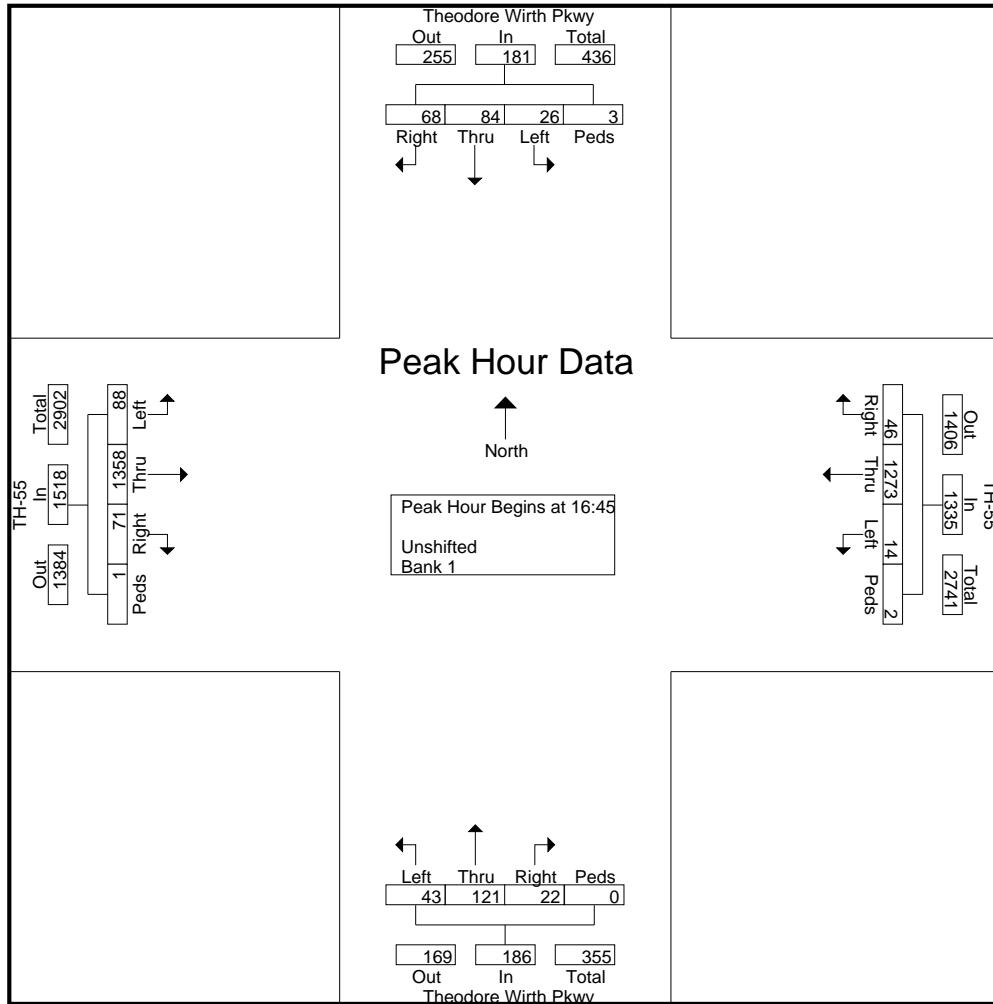 Theodore Wirth Pkwy
Out In Total
255 181 436
68 84 26 3
Right Thru Left Peds
Peak Hour Data
North
Peak Hour Begins at 16:45
Unshifted
Bank 1
TH-55
Total In Out
2902 1518 1384
88 1358 71 1
Left Thru Right Peds
Right Thru Left Peds
46 1273 14 2
Out In Total
1406 1335 2741
TH-55
Left Thru Right Peds
43 121 22 0
169 186 355
Out In Total
Theodore Wirth Pkwy